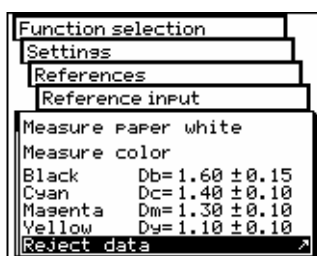 Function selection
Settings
References
Reference input
Measure paper white
Measure color
Black Db= 1.60 ±0.15
Cyan Dc= 1.40 ±0.10
Magenta Dm= 1.30 ±0.10
Yellow Dy= 1.10 ±0.10
Reject data ↗